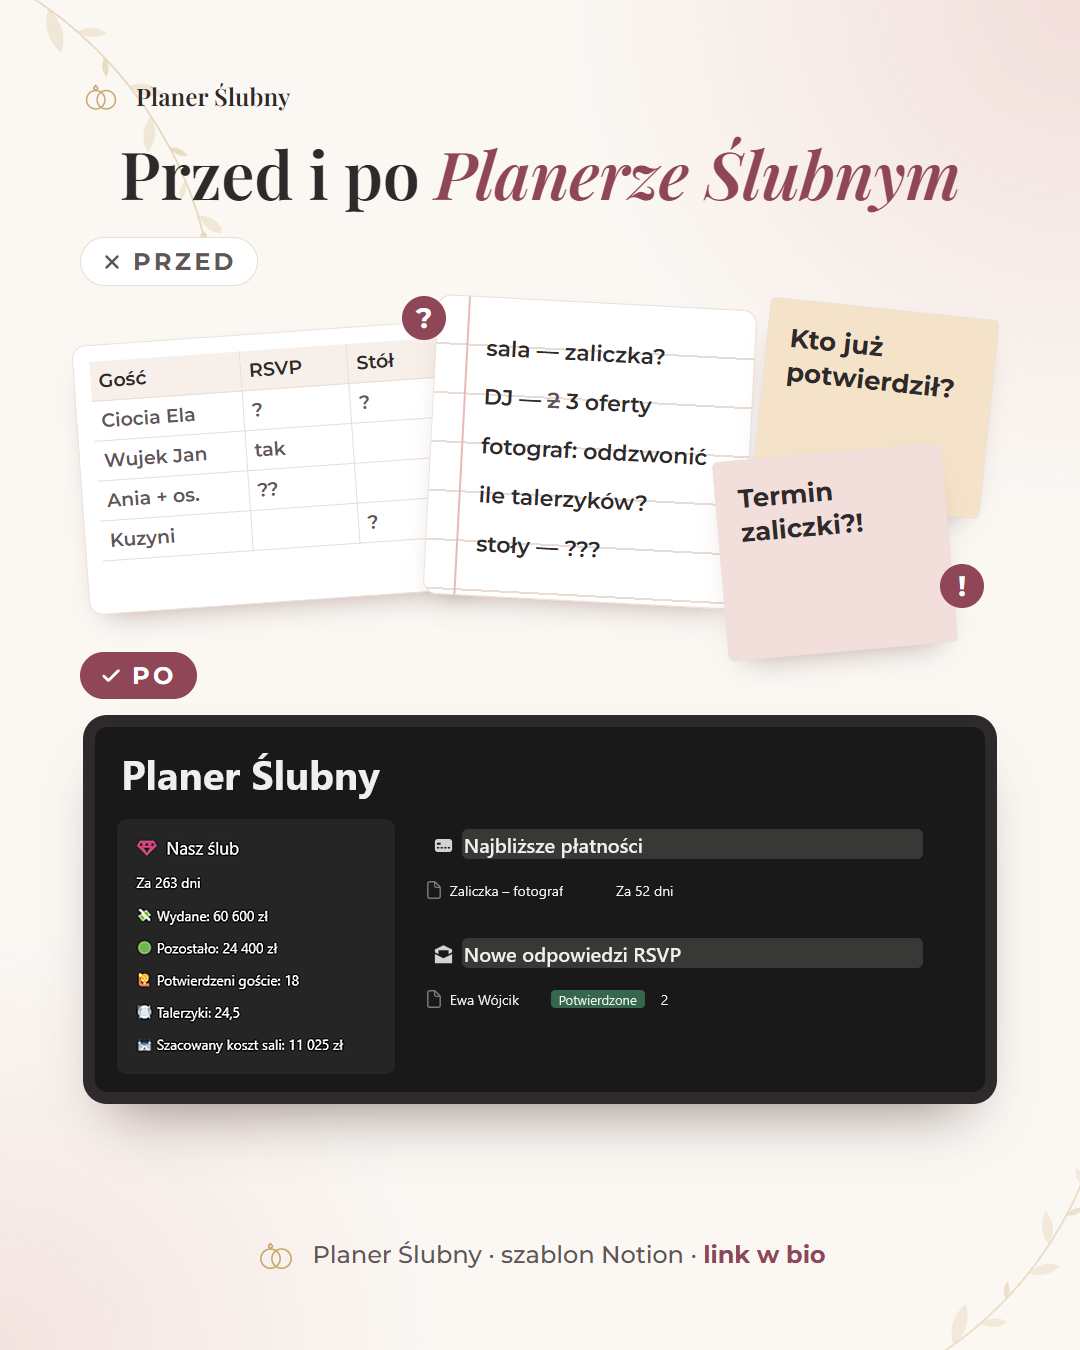 Planer Ślubny
Przed i po Planerze Ślubnym
PRZED
Gość RSVP Stół
Ciocia Ela ? ?
Wujek Jan tak
Ania + os. ??
Kuzyni ?
?
sala — zaliczka?
DJ — 2 3 oferty
fotograf: oddzwonić
ile talerzyków?
stoły — ???
Kto już
potwierdził?
Termin
zaliczki?!
!
PO
Planer Ślubny
Nasz ślub
Za 263 dni
Wydane: 60 600 zł
Pozostało: 24 400 zł
Potwierdzeni goście: 18
Talerzyki: 24,5
Szacowany koszt sali: 11 025 zł
Najbliższe płatności
Zaliczka – fotograf Za 52 dni
Nowe odpowiedzi RSVP
Ewa Wójcik Potwierdzone 2
Planer Ślubny · szablon Notion · link w bio